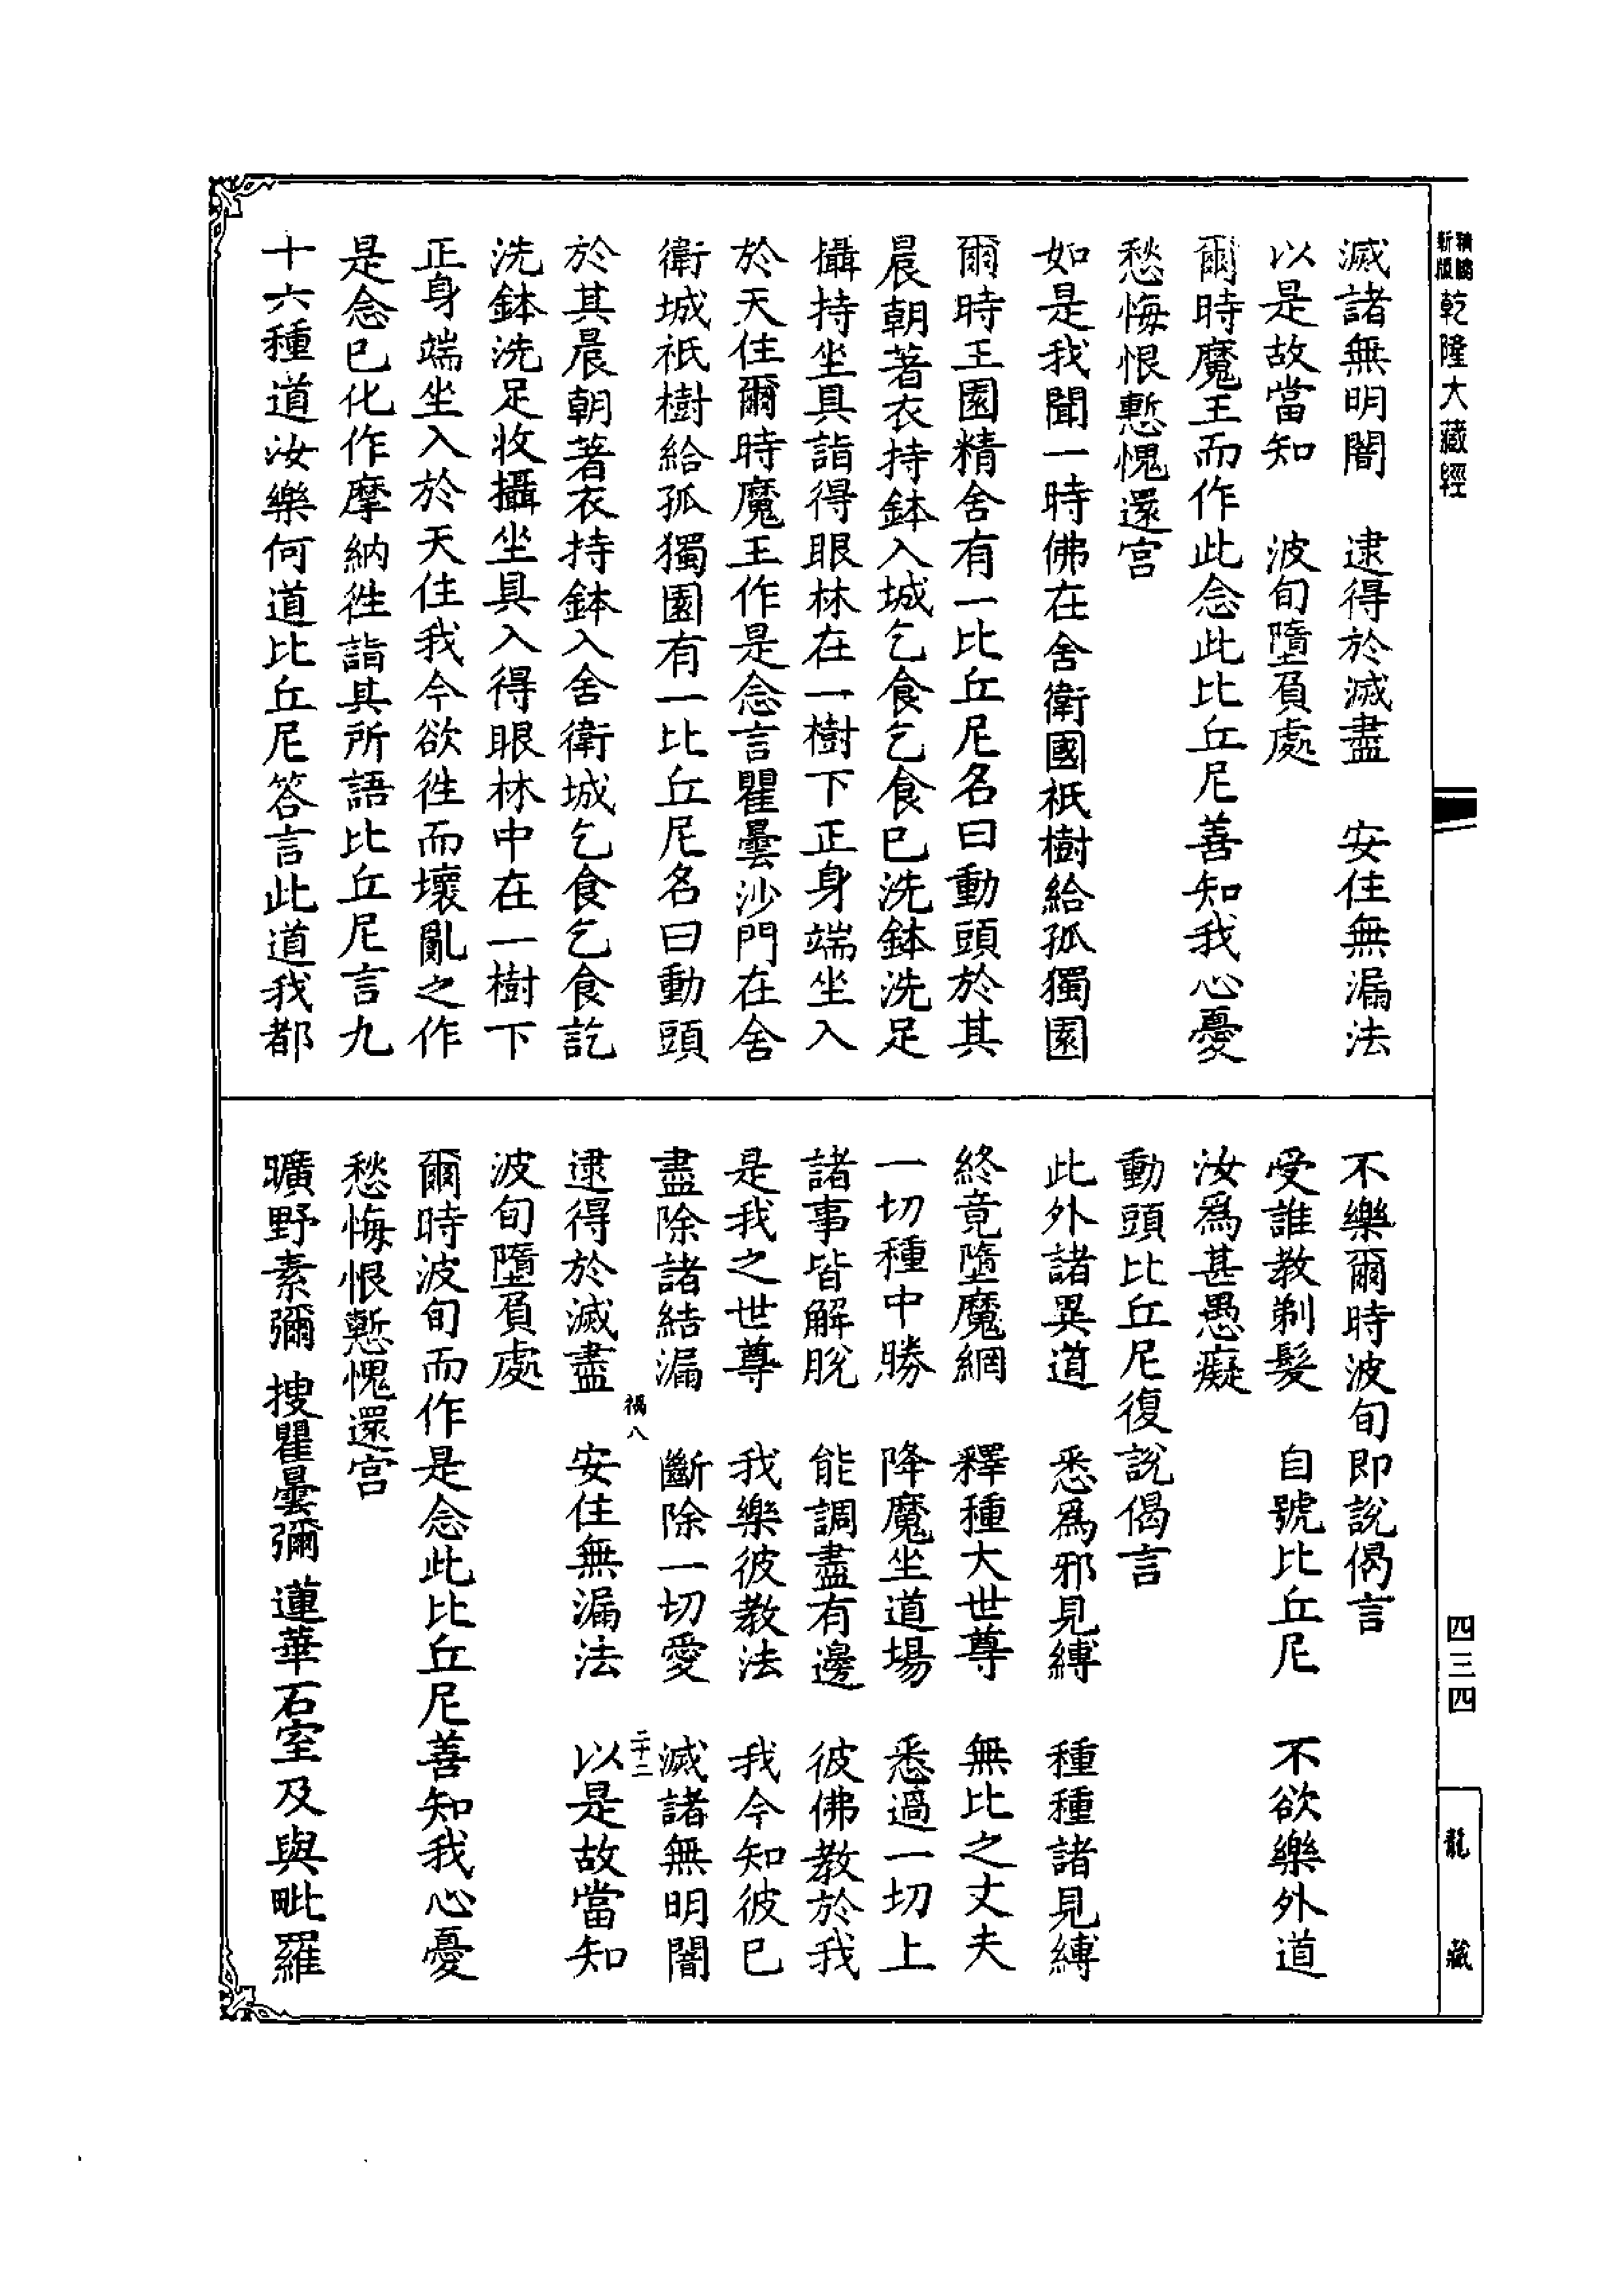 新版
乾隆大藏經
滅諸無明闇　逮得於滅盡　安住無漏法
以是故當知　波旬墮負處
爾時魔王而作此念此比丘尼善知我心憂
愁悔恨慙愧還宮
如是我聞一時佛在舍衛國祇樹給孤獨園
爾時王園精舍有一比丘尼名曰動頭於其
晨朝著衣持鉢入城乞食乞食已洗鉢洗足
攝持坐具詣得眼林在一樹下正身端坐入
於天住爾時魔王作是念言瞿曇沙門在舍
衛城祇樹給孤獨園有一比丘尼名曰動頭
於其晨朝著衣持鉢入舍衛城乞食乞食訖
洗鉢洗足收攝坐具入得眼林中在一樹下
正身端坐入於天住我今欲往而壞亂之作
是念已化作摩納往詣其所語比丘尼言九
十六種道汝樂何道比丘尼答言此道我都
不樂爾時波旬即說偈言
受誰教剃髮　自號比丘尼　不欲樂外道
汝爲甚愚癡
動頭比丘尼復說偈言
此外諸異道　悉爲邪見縛　種種諸見縛
終竟墮魔網　釋種大世尊　無比之丈夫
一切種中勝　降魔坐道場　悉過一切上
諸事皆解脫　能調盡有邊　彼佛教於我
是我之世尊　我樂彼教法　我今知彼已
盡除諸結漏　斷除一切愛　滅諸無明闇
禍八　二十二
逮得於滅盡　安住無漏法　以是故當知
波旬墮負處
爾時波旬而作是念此比丘尼善知我心憂
愁悔恨慙愧還宮
曠野素彌　搜瞿曇彌　蓮華石室及與毗羅
四三四
龍藏